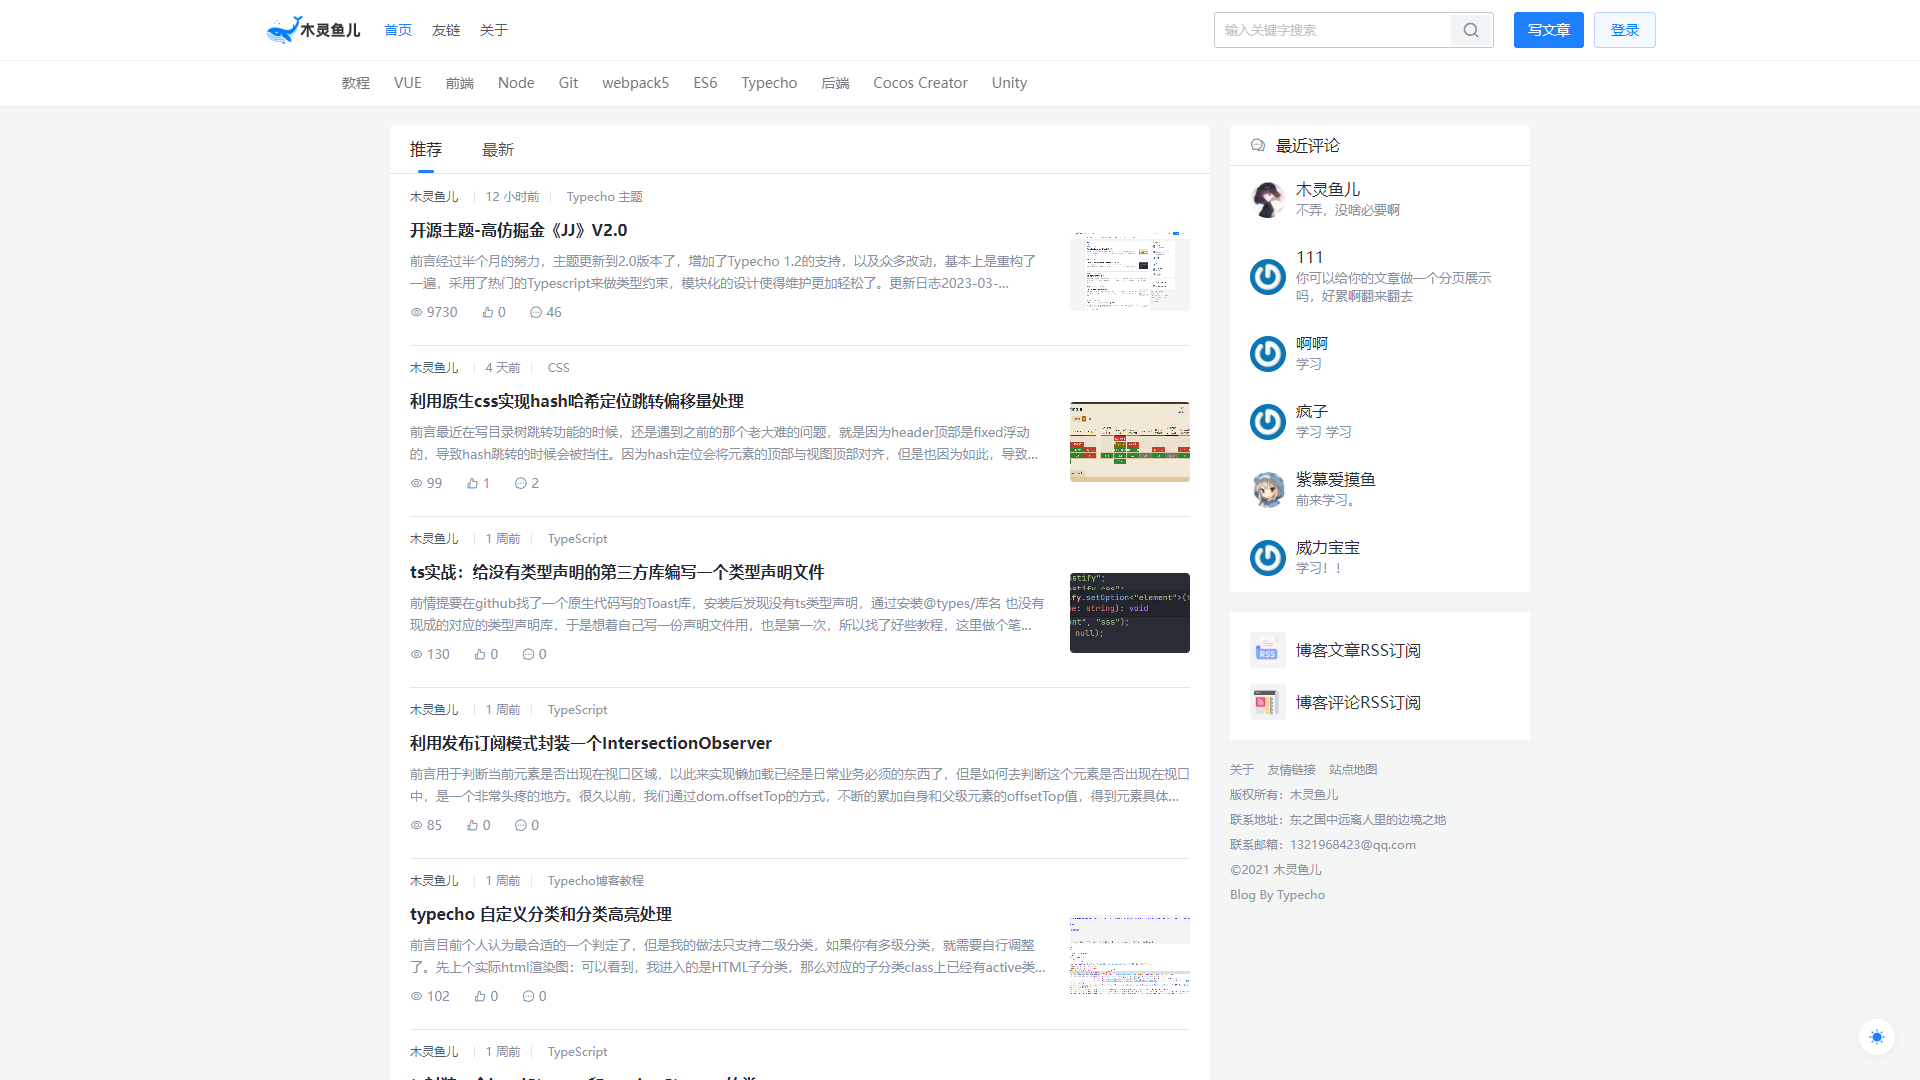 木灵鱼儿 首页 友链 关于 输入关键字搜索 写文章 登录
教程 VUE 前端 Node Git webpack5 ES6 Typecho 后端 Cocos Creator Unity
推荐 最新
木灵鱼儿 12 小时前 Typecho 主题
开源主题-高仿掘金《JJ》V2.0
前言经过半个月的努力，主题更新到2.0版本了，增加了Typecho 1.2的支持，以及众多改动，基本上是重构了
一遍，采用了热门的Typescript来做类型约束，模块化的设计使得维护更加轻松了。更新日志2023-03-...
9730 0 46
木灵鱼儿 4 天前 CSS
利用原生css实现hash哈希定位跳转偏移量处理
前言最近在写目录树跳转功能的时候，还是遇到之前的那个老大难的问题，就是因为header顶部是fixed浮动
的，导致hash跳转的时候会被挡住。因为hash定位会将元素的顶部与视图顶部对齐，但是也因为如此，导致...
99 1 2
木灵鱼儿 1 周前 TypeScript
ts实战：给没有类型声明的第三方库编写一个类型声明文件
前情提要在github找了一个原生代码写的Toast库，安装后发现没有ts类型声明，通过安装@types/库名 也没有
现成的对应的类型声明库，于是想着自己写一份声明文件用，也是第一次，所以找了好些教程，这里做个笔...
130 0 0
木灵鱼儿 1 周前 TypeScript
利用发布订阅模式封装一个IntersectionObserver
前言用于判断当前元素是否出现在视口区域，以此来实现懒加载已经是日常业务必须的东西了，但是如何去判断这个元素是否出现在视口
中，是一个非常头疼的地方。很久以前，我们通过dom.offsetTop的方式，不断的累加自身和父级元素的offsetTop值，得到元素具体...
85 0 0
木灵鱼儿 1 周前 Typecho博客教程
typecho 自定义分类和分类高亮处理
前言目前个人认为最合适的一个判定了，但是我的做法只支持二级分类，如果你有多级分类，就需要自行调整
了。先上个实际html渲染图：可以看到，我进入的是HTML子分类，那么对应的子分类class上已经有active类...
102 0 0
木灵鱼儿 1 周前 TypeScript
最近评论
木灵鱼儿
不弄，没啥必要啊
111
你可以给你的文章做一个分页展示
吗，好累啊翻来翻去
啊啊
学习
疯子
学习 学习
紫慕爱摸鱼
前来学习。
威力宝宝
学习！！
博客文章RSS订阅
博客评论RSS订阅
关于 友情链接 站点地图
版权所有：木灵鱼儿
联系地址：东之国中远离人里的边境之地
联系邮箱：1321968423@qq.com
©2021 木灵鱼儿
Blog By Typecho